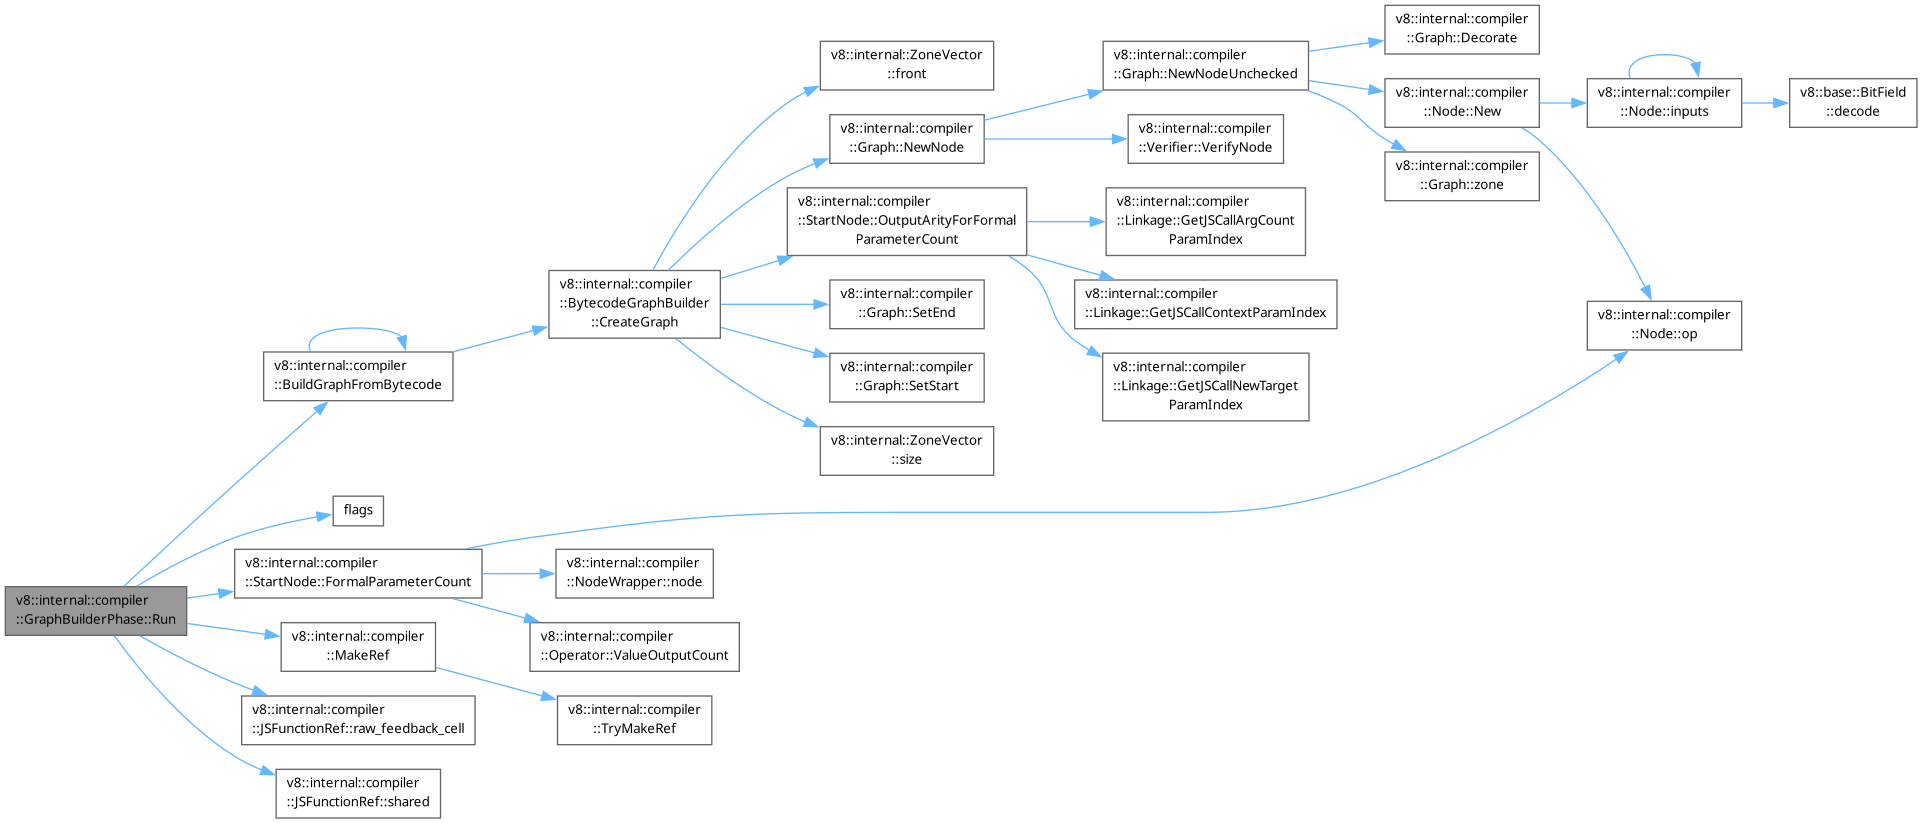 v8::internal::compiler
::GraphBuilderPhase::Run
v8::internal::compiler
::BuildGraphFromBytecode
v8::internal::compiler
::BytecodeGraphBuilder
::CreateGraph
v8::internal::ZoneVector
::front
v8::internal::compiler
::Graph::NewNode
v8::internal::compiler
::Graph::NewNodeUnchecked
v8::internal::compiler
::Graph::Decorate
v8::internal::compiler
::Node::New
v8::internal::compiler
::Node::inputs
v8::base::BitField
::decode
v8::internal::compiler
::Node::op
v8::internal::compiler
::Graph::zone
v8::internal::compiler
::Verifier::VerifyNode
v8::internal::compiler
::StartNode::OutputArityForFormal
ParameterCount
v8::internal::compiler
::Linkage::GetJSCallArgCount
ParamIndex
v8::internal::compiler
::Linkage::GetJSCallContextParamIndex
v8::internal::compiler
::Linkage::GetJSCallNewTarget
ParamIndex
v8::internal::compiler
::Graph::SetEnd
v8::internal::compiler
::Graph::SetStart
v8::internal::ZoneVector
::size
flags
v8::internal::compiler
::StartNode::FormalParameterCount
v8::internal::compiler
::NodeWrapper::node
v8::internal::compiler
::Operator::ValueOutputCount
v8::internal::compiler
::MakeRef
v8::internal::compiler
::TryMakeRef
v8::internal::compiler
::JSFunctionRef::raw_feedback_cell
v8::internal::compiler
::JSFunctionRef::shared